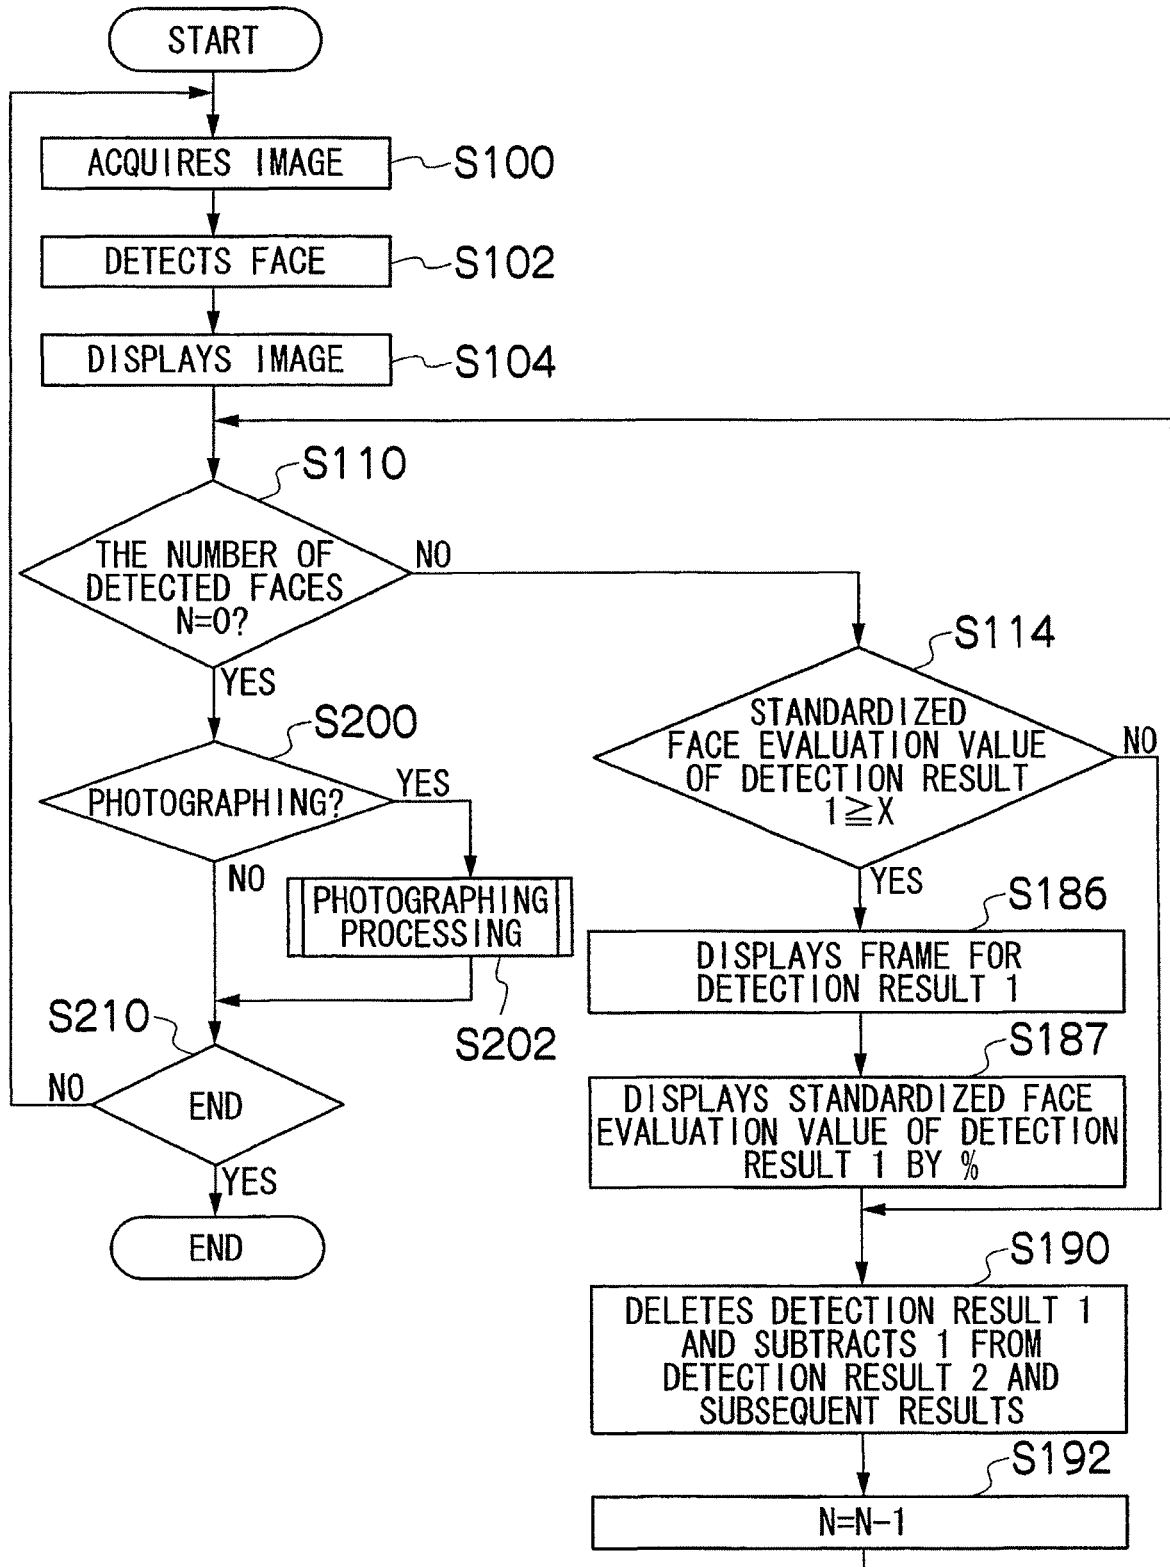 START
ACQUIRES IMAGE
S100
DETECTS FACE
S102
DISPLAYS IMAGE
S104
S110
THE NUMBER OF
DETECTED FACES
N=0?
NO
YES
S200
PHOTOGRAPHING?
YES
NO
PHOTOGRAPHING
PROCESSING
S202
S210
NO
END
YES
END
S114
STANDARDIZED
FACE EVALUATION VALUE
OF DETECTION RESULT
1≧X
NO
YES
S186
DISPLAYS FRAME FOR
DETECTION RESULT 1
S187
DISPLAYS STANDARDIZED FACE
EVALUATION VALUE OF DETECTION
RESULT 1 BY %
S190
DELETES DETECTION RESULT 1
AND SUBTRACTS 1 FROM
DETECTION RESULT 2 AND
SUBSEQUENT RESULTS
S192
N=N-1